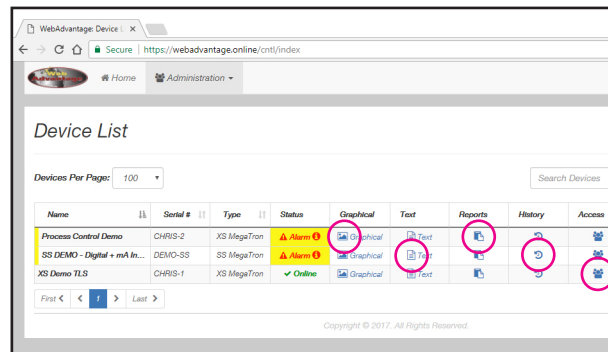 WebAdvantage: Device L
Secure | https://webadvantage.online/cntl/index
Web Advantage Home Administration
Device List
Devices Per Page: 100 Search Devices
Name Serial # Type Status Graphical Text Reports History Access
Process Control Demo CHRIS-2 XS MegaTron Alarm Graphical Text
SS DEMO - Digital + mA In... DEMO-SS XS MegaTron Alarm Graphical Text
XS Demo TLS CHRIS-1 XS MegaTron Online Graphical Text
First 1 Last
Copyright © 2017. All Rights Reserved.